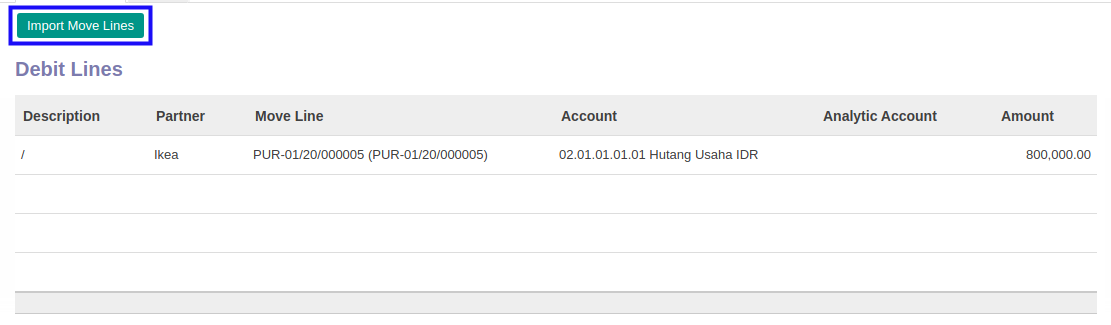 Import Move Lines
Debit Lines
Description Partner Move Line Account Analytic Account Amount
/ Ikea PUR-01/20/000005 (PUR-01/20/000005) 02.01.01.01.01 Hutang Usaha IDR 800,000.00